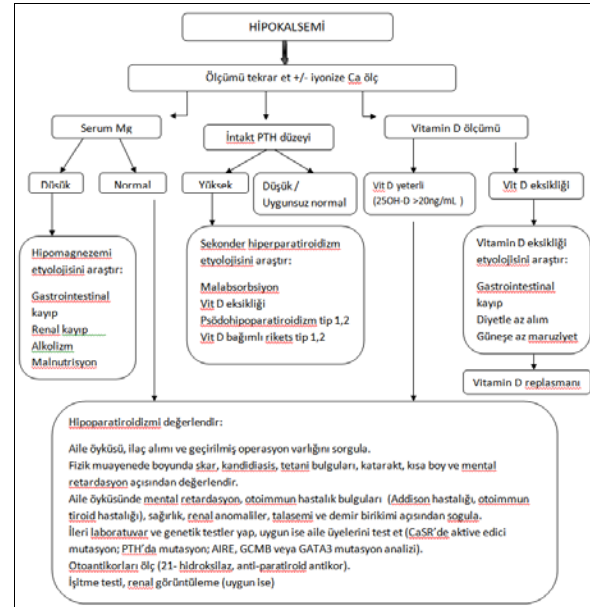 HİPOKALSEMİ
Ölçümü tekrar et +/- iyonize Ca ölç
Serum Mg
İntakt PTH düzeyi
Vitamin D ölçümü
Düşük
Normal
Yüksek
Düşük /
Uygunsuz normal
Vit D yeterli
(25OH-D >20ng/mL )
Vit D eksikliği
Hipomagnezemi
etyolojisini araştır:
Gastrointestinal
kayıp
Renal kayıp
Alkolizm
Malnutrisyon
Sekonder hiperparatiroidizm
etyolojisini araştır:
Malabsorbsiyon
Vit D eksikliği
Psödohipoparatiroidizm tip 1,2
Vit D bağımlı rikets tip 1,2
Vitamin D eksikliği
etyolojisini araştır:
Gastrointestinal
kayıp
Diyetle az alım
Güneşe az maruziyet
Vitamin D replasmanı
Hipoparatiroidizmi değerlendir:
Aile öyküsü, ilaç alımı ve geçirilmiş operasyon varlığını sorgula.
Fizik muayenede boyunda skar, kandidiasis, tetani bulguları, katarakt, kısa boy ve mental
retardasyon açısından değerlendir.
Aile öyküsünde mental retardasyon, otoimmun hastalık bulguları (Addison hastalığı, otoimmun
tiroid hastalığı), sağırlık, renal anomaliler, talasemi ve demir birikimi açısından sogula.
İleri laboratuvar ve genetik testler yap, uygun ise aile üyelerini test et (CaSR'de aktive edici
mutasyon; PTH'da mutasyon; AIRE, GCMB veya GATA3 mutasyon analizi).
Otoantikorları ölç (21- hidroksilaz, anti-paratiroid antikor).
İşitme testi, renal görüntüleme (uygun ise)